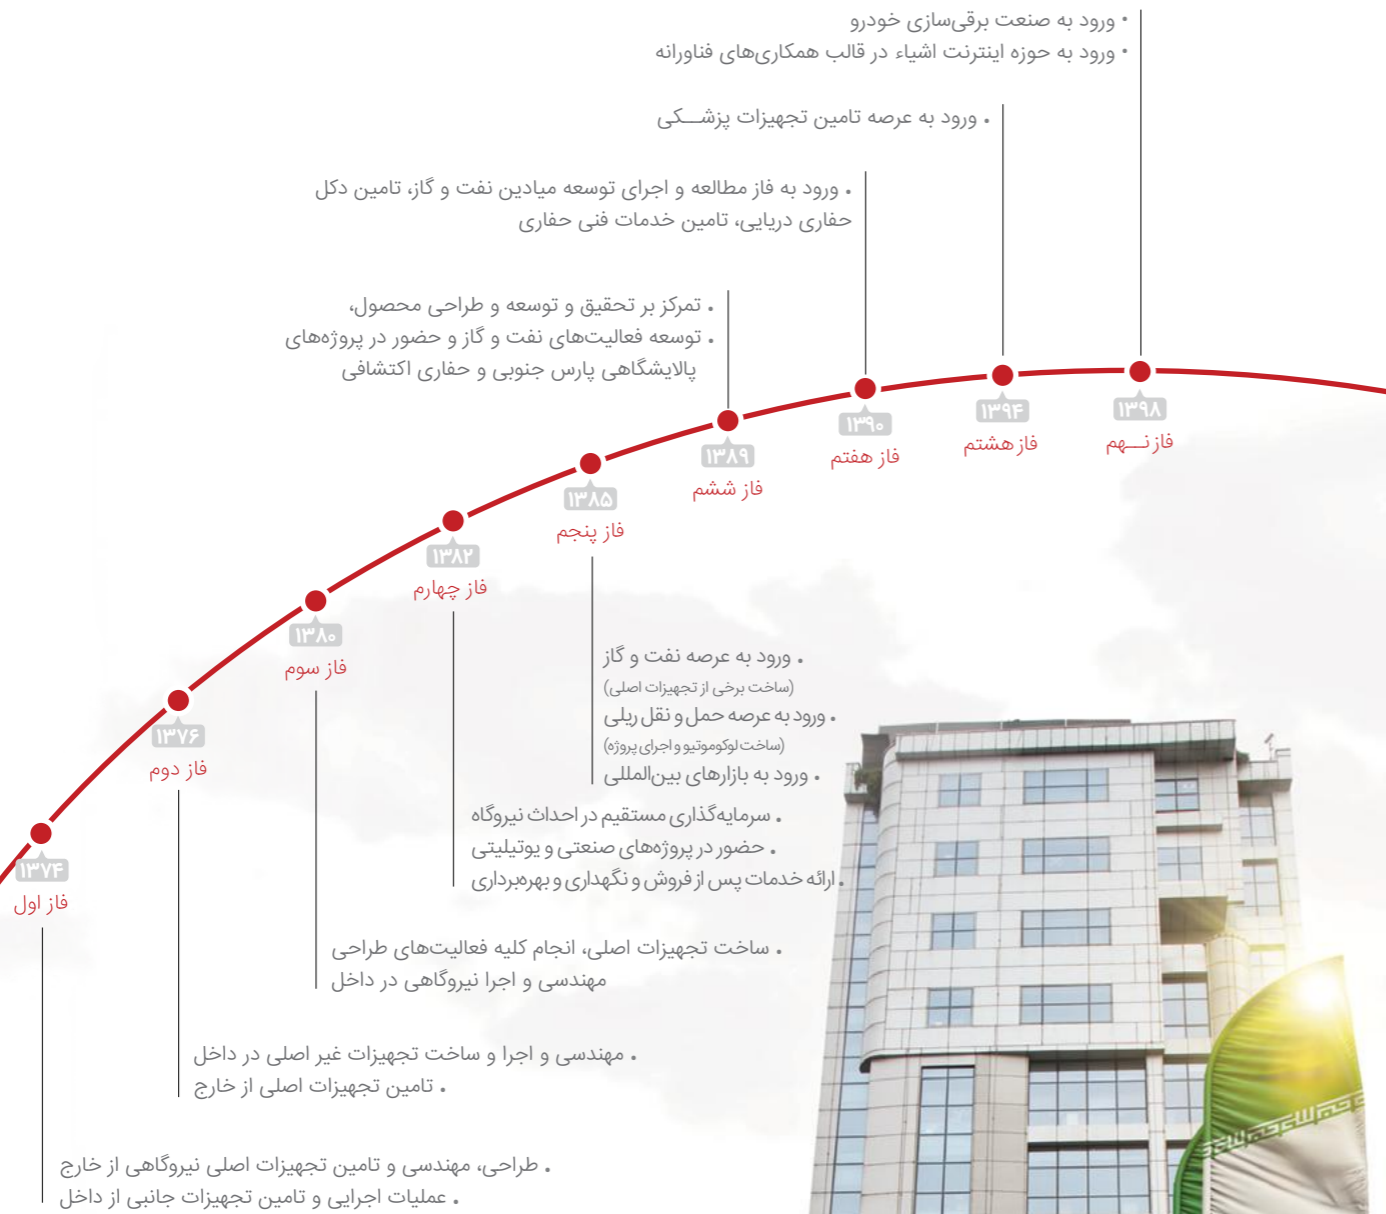 • ورود به صنعت برقی‌سازی خودرو
• ورود به حوزه اینترنت اشیاء در قالب همکاری‌های فناورانه
. ورود به عرصه تامین تجهیزات پزشــکی
. ورود به فاز مطالعه و اجرای توسعه میادین نفت و گاز، تامین دکل
حفاری دریایی، تامین خدمات فنی حفاری
. تمرکز بر تحقیق و توسعه و طراحی محصول،
. توسعه فعالیت‌های نفت و گاز و حضور در پروژه‌های
پالایشگاهی پارس جنوبی و حفاری اکتشافی
۱۳۹۸
فاز نــهم
۱۳۹۴
فاز هشتم
۱۳۹۰
فاز هفتم
۱۳۸۹
فاز ششم
۱۳۸۵
فاز پنجم
۱۳۸۲
فاز چهارم
۱۳۸۰
فاز سوم
۱۳۷۶
فاز دوم
۱۳۷۴
فاز اول
. ورود به عرصه نفت و گاز
(ساخت برخی از تجهیزات اصلی)
. ورود به عرصه حمل و نقل ریلی
(ساخت لوکوموتیو و اجرای پروژه)
. ورود به بازارهای بین‌المللی
. سرمایه‌گذاری مستقیم در احداث نیروگاه
. حضور در پروژه‌های صنعتی و یوتیلیتی
. ارائه خدمات پس از فروش و نگهداری و بهره‌برداری
. ساخت تجهیزات اصلی، انجام کلیه فعالیت‌های طراحی
مهندسی و اجرا نیروگاهی در داخل
. مهندسی و اجرا و ساخت تجهیزات غیر اصلی در داخل
. تامین تجهیزات اصلی از خارج
. طراحی، مهندسی و تامین تجهیزات اصلی نیروگاهی از خارج
. عملیات اجرایی و تامین تجهیزات جانبی از داخل